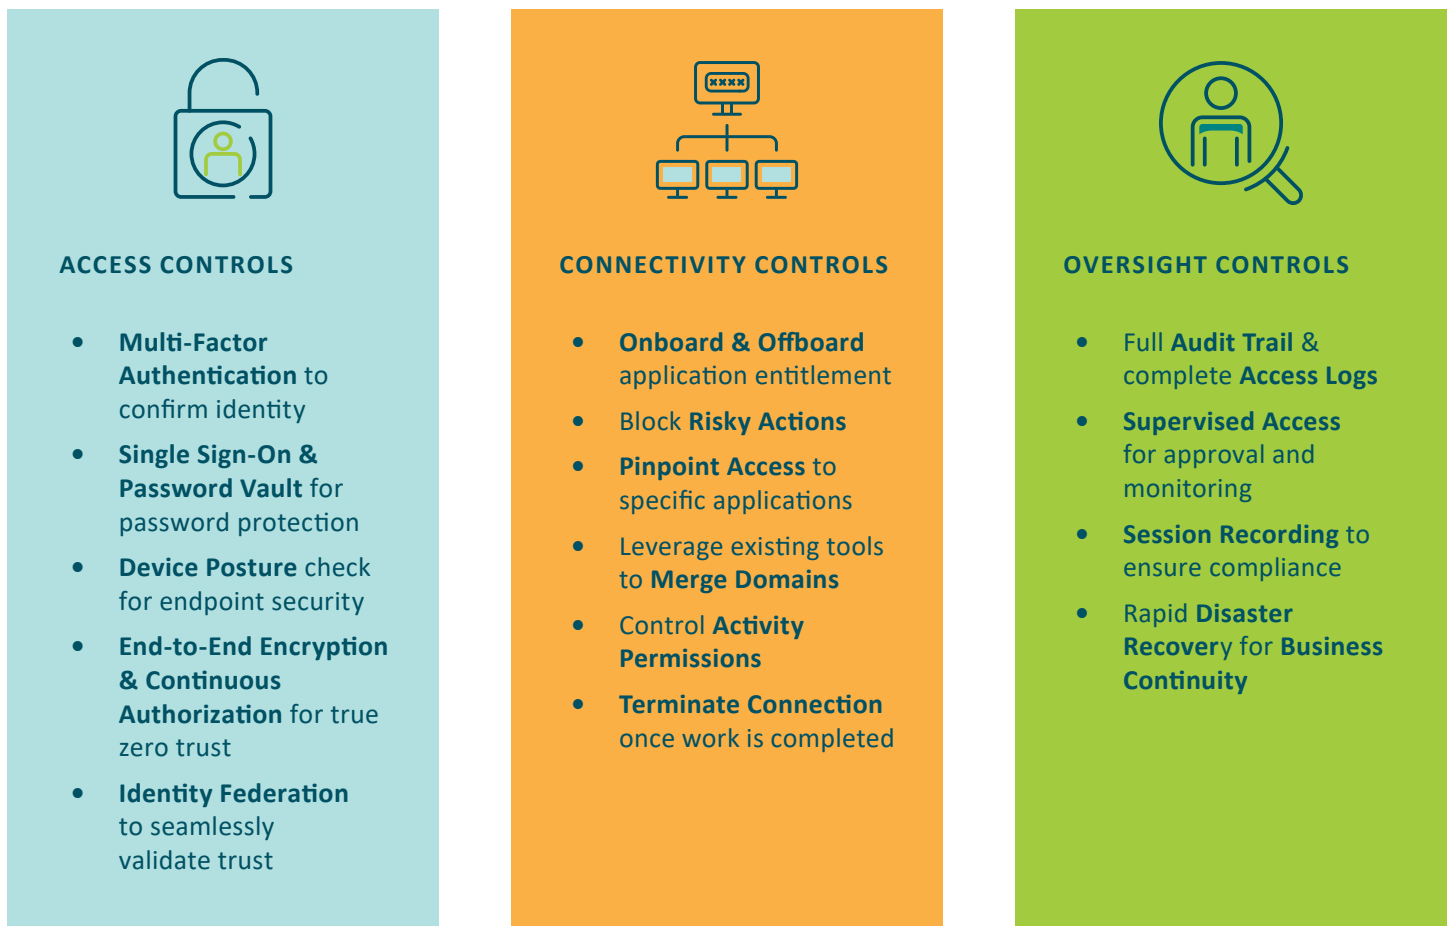 ACCESS CONTROLS
• Multi-Factor
Authentication to
confirm identity
• Single Sign-On &
Password Vault for
password protection
• Device Posture check
for endpoint security
• End-to-End Encryption
& Continuous
Authorization for true
zero trust
• Identity Federation
to seamlessly
validate trust
××××
CONNECTIVITY CONTROLS
• Onboard & Offboard
application entitlement
• Block Risky Actions
• Pinpoint Access to
specific applications
• Leverage existing tools
to Merge Domains
• Control Activity
Permissions
• Terminate Connection
once work is completed
OVERSIGHT CONTROLS
• Full Audit Trail &
complete Access Logs
• Supervised Access
for approval and
monitoring
• Session Recording to
ensure compliance
• Rapid Disaster
Recovery for Business
Continuity